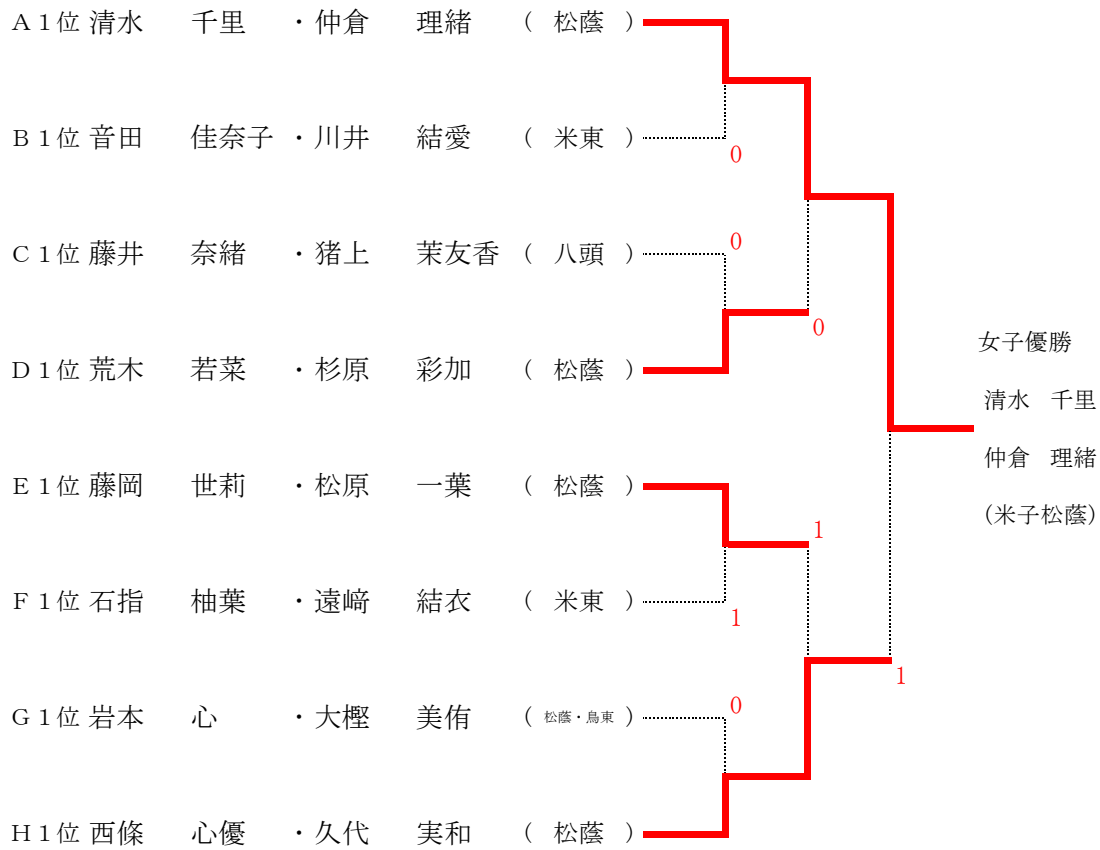 A1位 清水 千里 ・仲倉 理緒 ( 松蔭 )
B1位 音田 佳奈子 ・川井 結愛 ( 米東 )
0
0
C1位 藤井 奈緒 ・猪上 茉友香 ( 八頭 )
0
D1位 荒木 若菜 ・杉原 彩加 ( 松蔭 )
E1位 藤岡 世莉 ・松原 一葉 ( 松蔭 )
1
F1位 石指 柚葉 ・遠﨑 結衣 ( 米東 )
1
1
0
G1位 岩本 心 ・大樫 美侑 ( 松蔭・鳥東 )
H1位 西條 心優 ・久代 実和 ( 松蔭 )
女子優勝
清水 千里
仲倉 理緒
(米子松蔭)